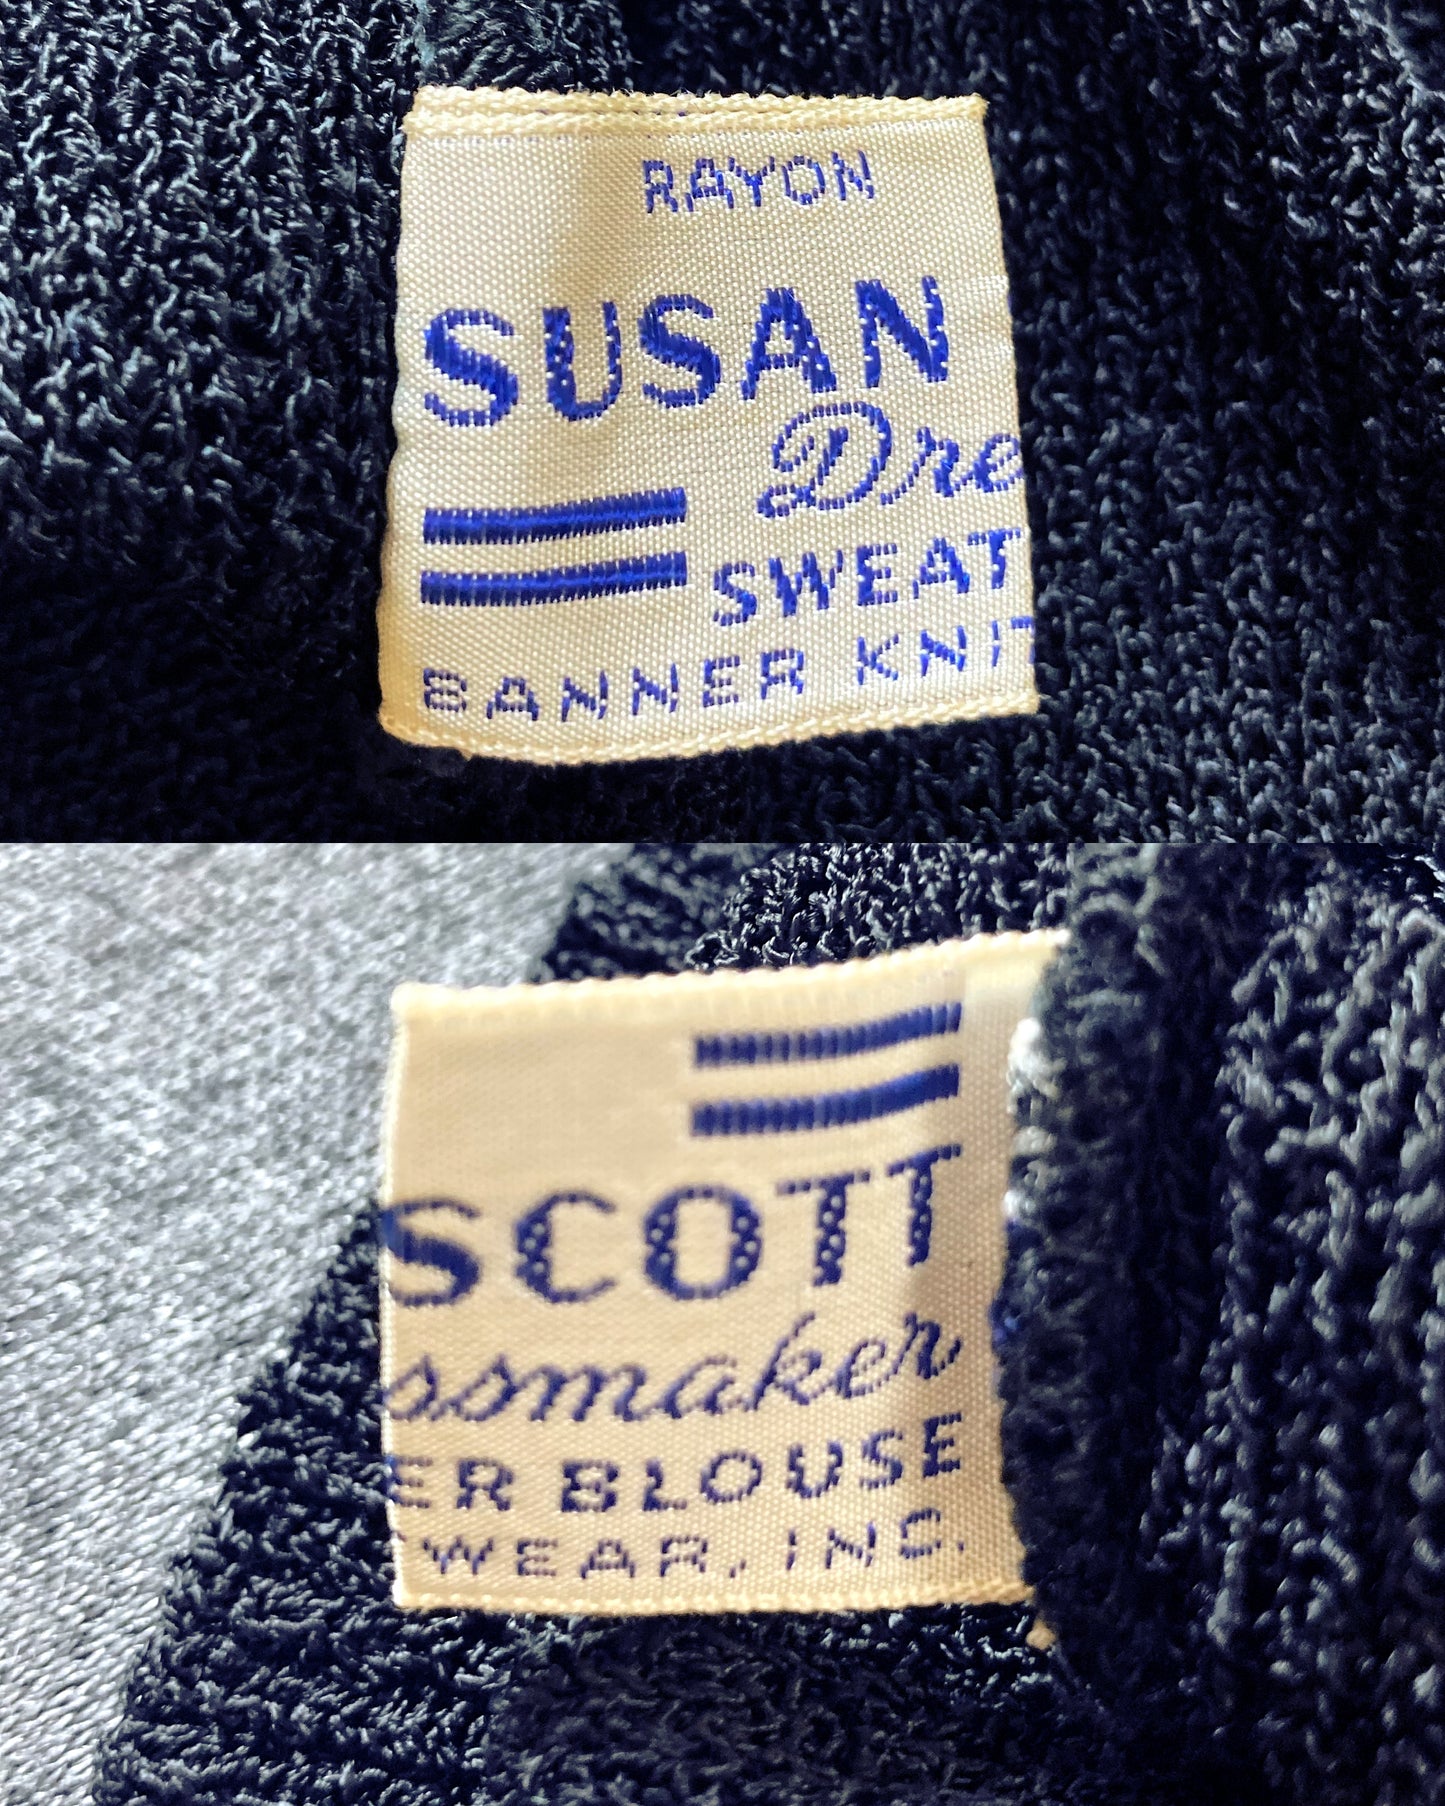 RAYON
SUSAN
Dre
SWEAT
BANNER KNIT
SCOTT
ssmaker
ER BLOUSE
WEAR, INC.